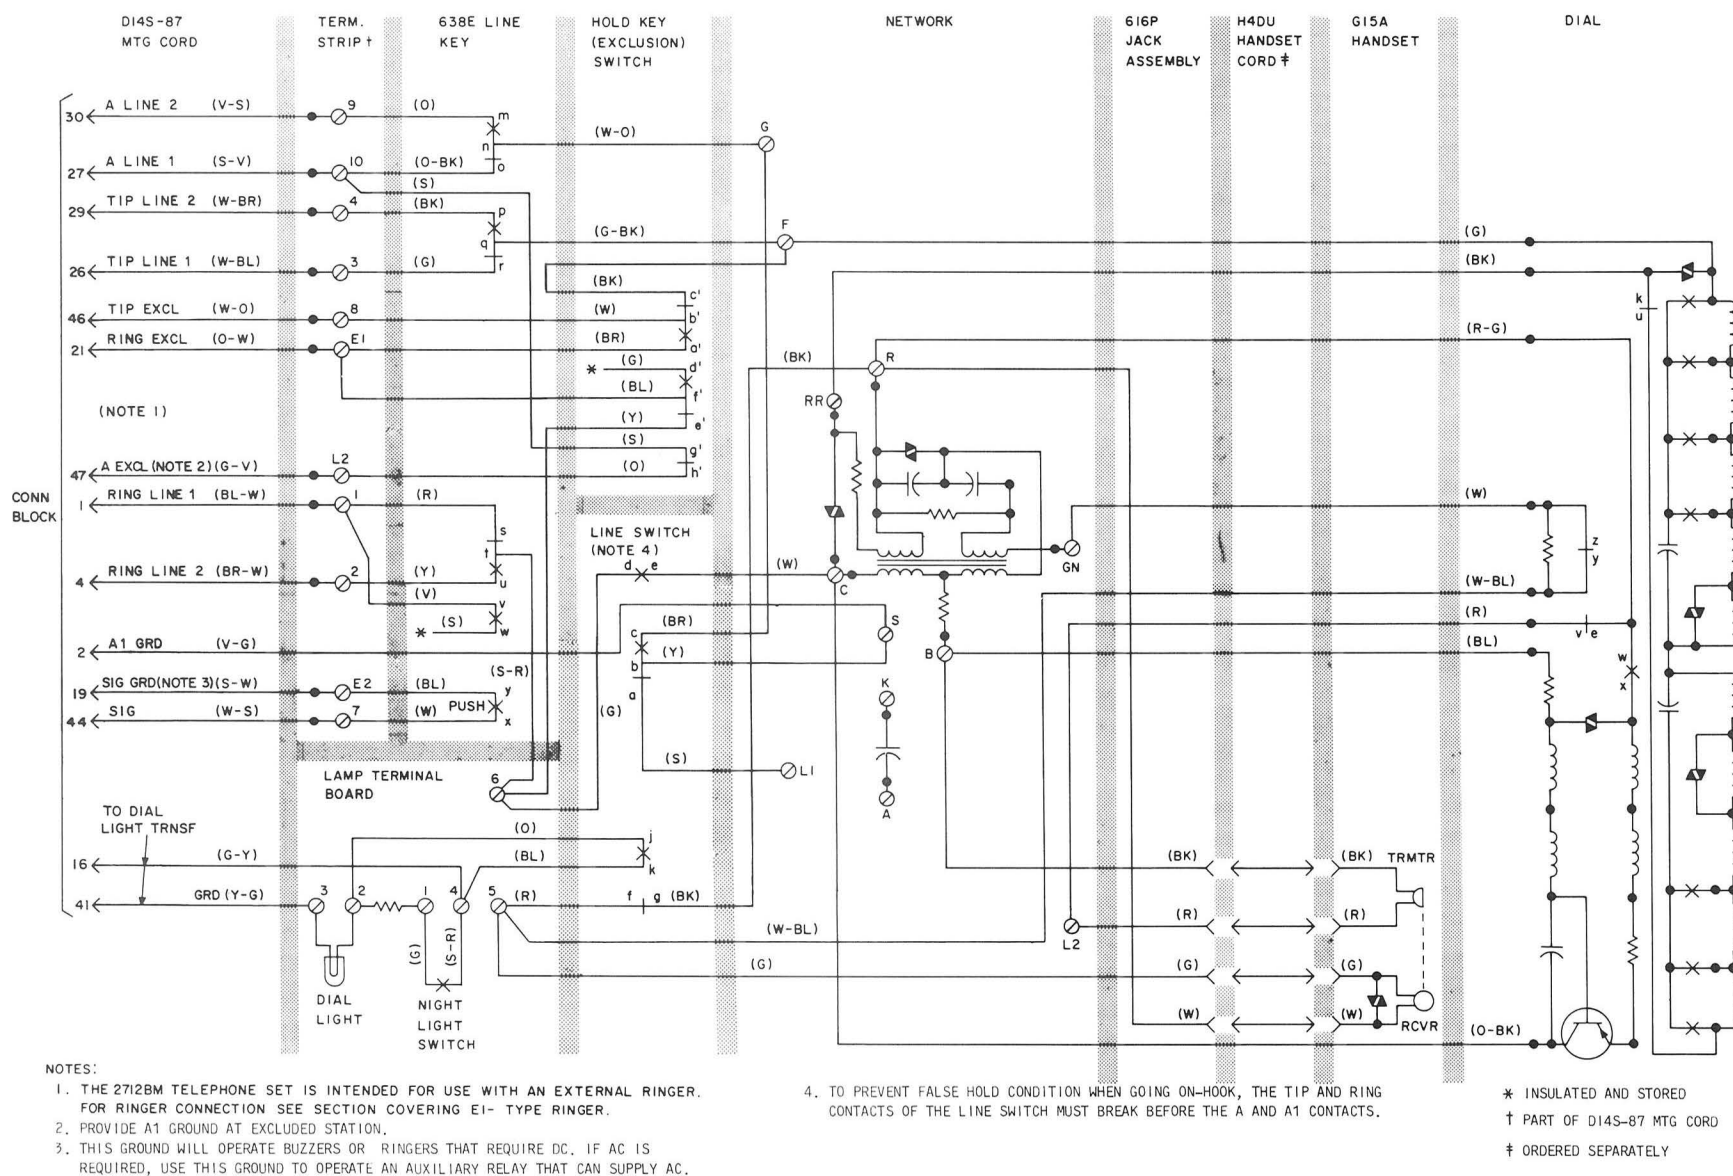 D14S-87
MTG CORD
TERM.
STRIP †
638E LINE
KEY
HOLD KEY
(EXCLUSION)
SWITCH
NETWORK
616P
JACK
ASSEMBLY
H4DU
HANDSET
CORD ‡
G15A
HANDSET
DIAL
30 A LINE 2 (V-S) 9 (O) m
n (W-O) G
27 A LINE 1 (S-V) 10 (O-BK) o
(S)
29 TIP LINE 2 (W-BR) 4 (BK) p
q (G-BK) F (G)
26 TIP LINE 1 (W-BL) 3 (G) r
(BK)
(BK) c'
k
u
46 TIP EXCL (W-O) 8 (W) b'
21 RING EXCL (O-W) E1 (BR) a'
(R-G)
(BK) R
* (G) d'
(BL) f'
RR
(NOTE 1)
(Y) e'
(S) g'
47 A EXCL (NOTE 2) (G-V) L2 (O) h'
CONN
BLOCK
1 RING LINE 1 (BL-W) 1 (R) s
t
(W)
LINE SWITCH
(NOTE 4)
d e (W) C
GN
z
y
4 RING LINE 2 (BR-W) 2 (Y) u
(W-BL)
(V) v
* (S) w
(BR) S
(R)
v e
c
b (Y)
a
2 A1 GRD (V-G)
B (BL)
w
x
(S-R)
19 SIG GRD (NOTE 3) (S-W) E2 (BL) y
PUSH
44 SIG (W-S) 7 (W) x
(G)
K
(S) L1
A
LAMP TERMINAL
BOARD
6
TO DIAL
LIGHT TRNSF
(O) j
16 (G-Y) (BL) k
(BK) (BK) TRMTR
41 GRD (Y-G) 3 2 1 4 5 (R) f g (BK)
(W-BL) L2 (R) (R)
(G) (S-R)
(G) (G) (G)
DIAL
LIGHT
NIGHT
LIGHT
SWITCH
(W) (W) RCVR
(O-BK)
NOTES:
1. THE 2712BM TELEPHONE SET IS INTENDED FOR USE WITH AN EXTERNAL RINGER.
FOR RINGER CONNECTION SEE SECTION COVERING E1- TYPE RINGER.
2. PROVIDE A1 GROUND AT EXCLUDED STATION.
3. THIS GROUND WILL OPERATE BUZZERS OR RINGERS THAT REQUIRE DC. IF AC IS
REQUIRED, USE THIS GROUND TO OPERATE AN AUXILIARY RELAY THAT CAN SUPPLY AC.
4. TO PREVENT FALSE HOLD CONDITION WHEN GOING ON-HOOK, THE TIP AND RING
CONTACTS OF THE LINE SWITCH MUST BREAK BEFORE THE A AND A1 CONTACTS.
* INSULATED AND STORED
† PART OF D14S-87 MTG CORD
‡ ORDERED SEPARATELY